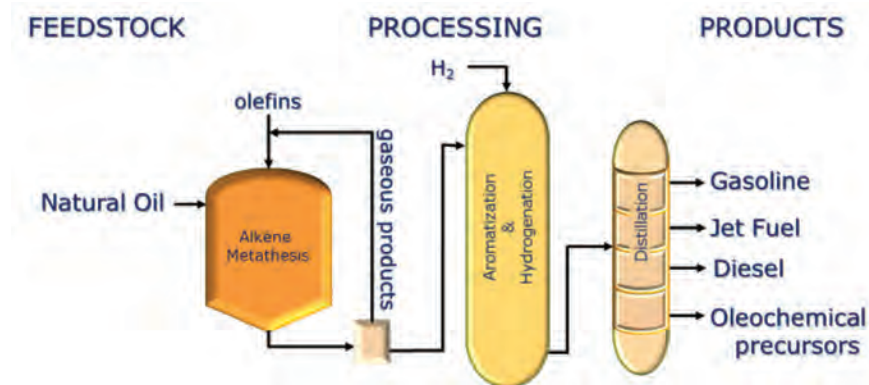 FEEDSTOCK
PROCESSING
PRODUCTS
H₂
olefins
gaseous products
Natural Oil
Alkene
Metathesis
Aromatization
&
Hydrogenation
Distillation
Gasoline
Jet Fuel
Diesel
Oleochemical
precursors